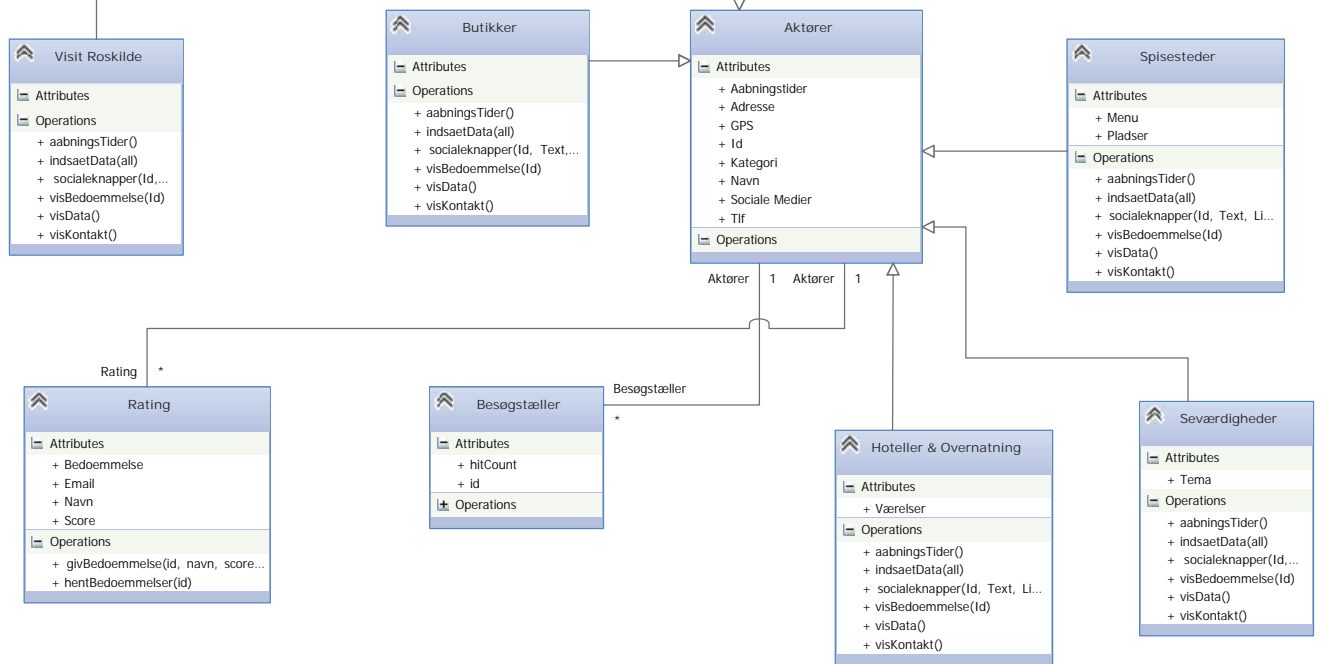 Visit Roskilde
Attributes
Operations
+ aabningsTider()
+ indsaetData(all)
+ socialeknapper(Id,...
+ visBedoemmelse(Id)
+ visData()
+ visKontakt()
Butikker
Attributes
Operations
+ aabningsTider()
+ indsaetData(all)
+ socialeknapper(Id, Text,...
+ visBedoemmelse(Id)
+ visData()
+ visKontakt()
Aktører
Attributes
+ Aabningstider
+ Adresse
+ GPS
+ Id
+ Kategori
+ Navn
+ Sociale Medier
+ Tlf
Operations
Spisesteder
Attributes
+ Menu
+ Pladser
Operations
+ aabningsTider()
+ indsaetData(all)
+ socialeknapper(Id, Text, Li...
+ visBedoemmelse(Id)
+ visData()
+ visKontakt()
Aktører 1 Aktører 1
Rating *
Rating
Attributes
+ Bedoemmelse
+ Email
+ Navn
+ Score
Operations
+ givBedoemmelse(id, navn, score...
+ hentBedoemmelser(id)
Besøgstæller
*
Besøgstæller
Attributes
+ hitCount
+ id
Operations
Hoteller & Overnatning
Attributes
+ Værelser
Operations
+ aabningsTider()
+ indsaetData(all)
+ socialeknapper(Id, Text, Li...
+ visBedoemmelse(Id)
+ visData()
+ visKontakt()
Seværdigheder
Attributes
+ Tema
Operations
+ aabningsTider()
+ indsaetData(all)
+ socialeknapper(Id,...
+ visBedoemmelse(Id)
+ visData()
+ visKontakt()